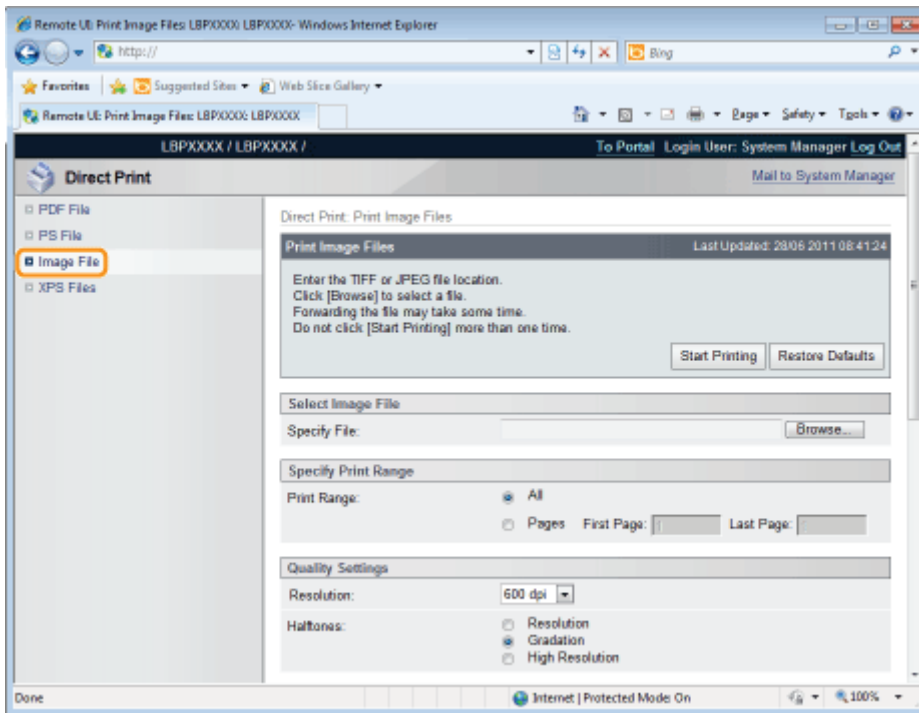 Remote UI: Print Image Files: LBPXXXX: LBPXXXX- Windows Internet Explorer
http://
Bing
Favorites Suggested Sites Web Slice Gallery
Remote UI: Print Image Files: LBPXXXX: LBPXXXX
Page Safety Tools
LBPXXXX / LBPXXXX /
To Portal Login User: System Manager Log Out
Direct Print
Mail to System Manager
PDF File
PS File
Image File
XPS Files
Direct Print: Print Image Files
Print Image Files
Last Updated: 28/06 2011 08:41:24
Enter the TIFF or JPEG file location.
Click [Browse] to select a file.
Forwarding the file may take some time.
Do not click [Start Printing] more than one time.
Start Printing Restore Defaults
Select Image File
Specify File: Browse...
Specify Print Range
Print Range: All
Pages First Page: Last Page:
Quality Settings
Resolution: 600 dpi
Halftones: Resolution
Gradation
High Resolution
Done
Internet | Protected Mode: On
100%